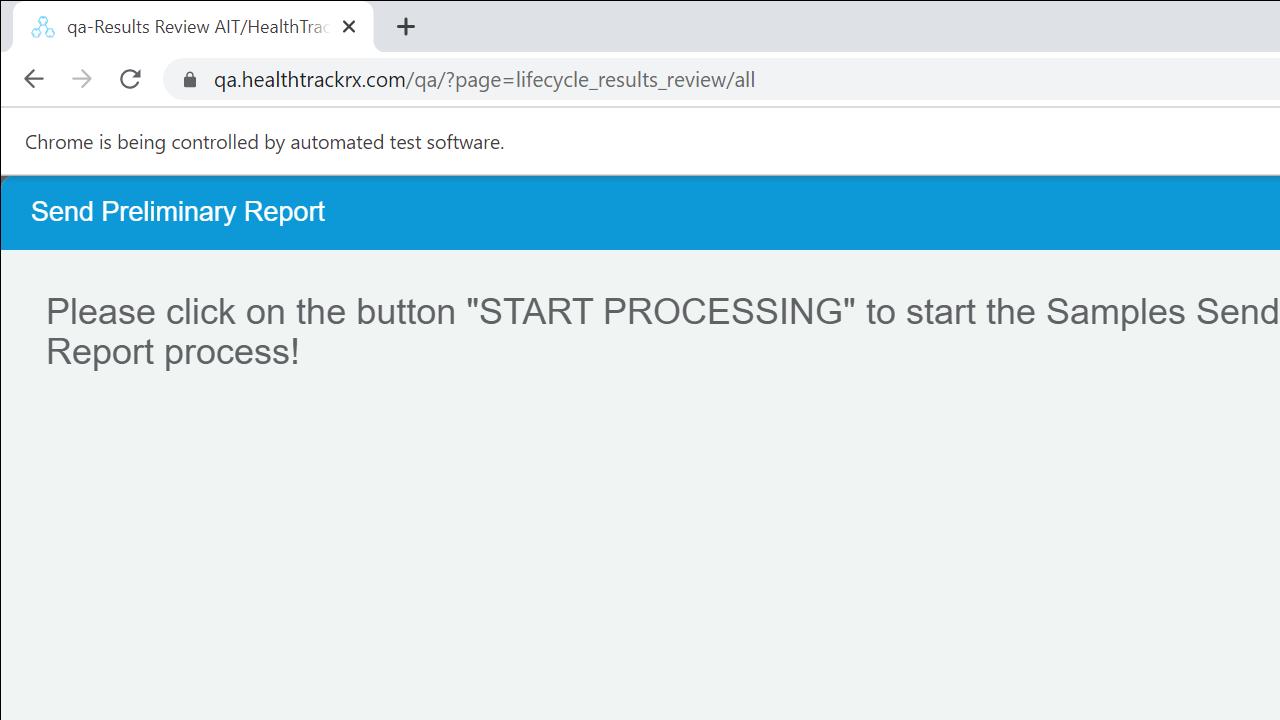 qa-Results Review AIT/HealthTrac
qa.healthtrackrx.com/qa/?page=lifecycle_results_review/all
Chrome is being controlled by automated test software.
Send Preliminary Report
Please click on the button "START PROCESSING" to start the Samples Send
Report process!